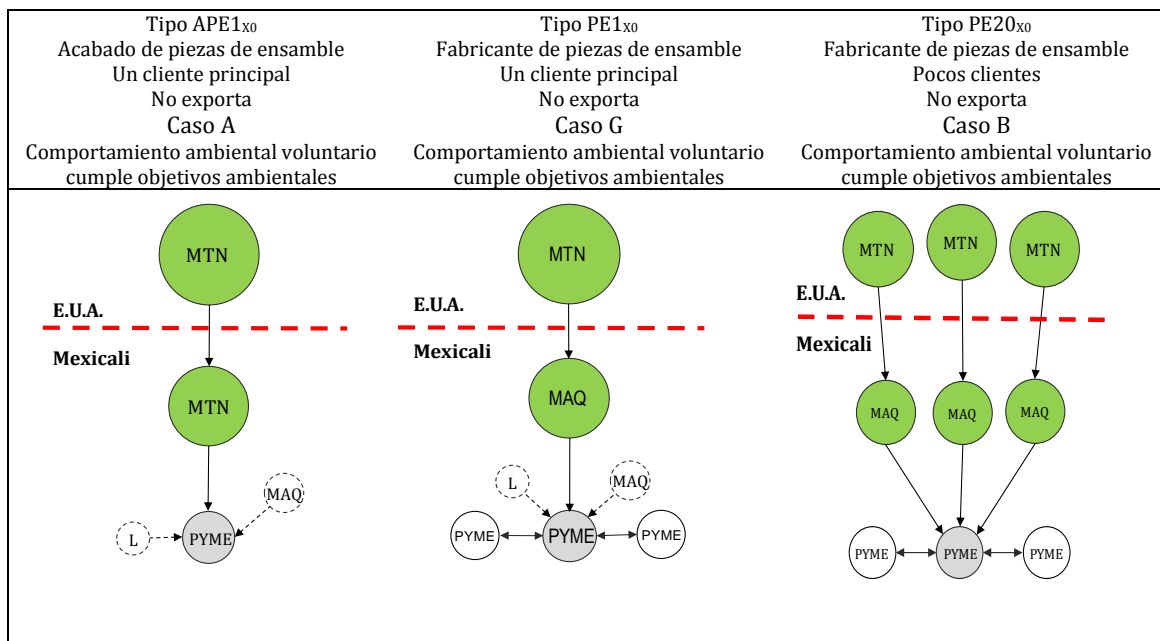 Tipo APE1x0
Acabado de piezas de ensamble
Un cliente principal
No exporta
Caso A
Comportamiento ambiental voluntario
cumple objetivos ambientales
Tipo PE1x0
Fabricante de piezas de ensamble
Un cliente principal
No exporta
Caso G
Comportamiento ambiental voluntario
cumple objetivos ambientales
Tipo PE20x0
Fabricante de piezas de ensamble
Pocos clientes
No exporta
Caso B
Comportamiento ambiental voluntario
cumple objetivos ambientales
MTN
E.U.A.
Mexicali
MTN
MAQ
L
PYME
MTN
E.U.A.
Mexicali
MAQ
L
MAQ
PYME
PYME
PYME
MTN
MTN
MTN
E.U.A.
Mexicali
MAQ
MAQ
MAQ
PYME
PYME
PYME